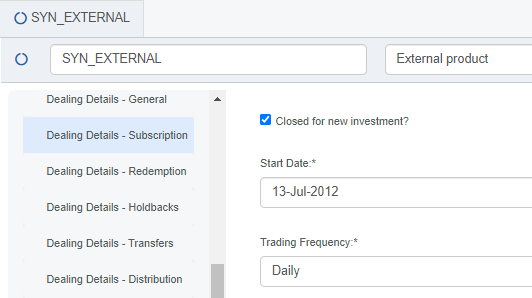 SYN_EXTERNAL
SYN_EXTERNAL
External product
Dealing Details - General
Dealing Details - Subscription
Dealing Details - Redemption
Dealing Details - Holdbacks
Dealing Details - Transfers
Dealing Details - Distribution
Closed for new investment?
Start Date:*
13-Jul-2012
Trading Frequency:*
Daily